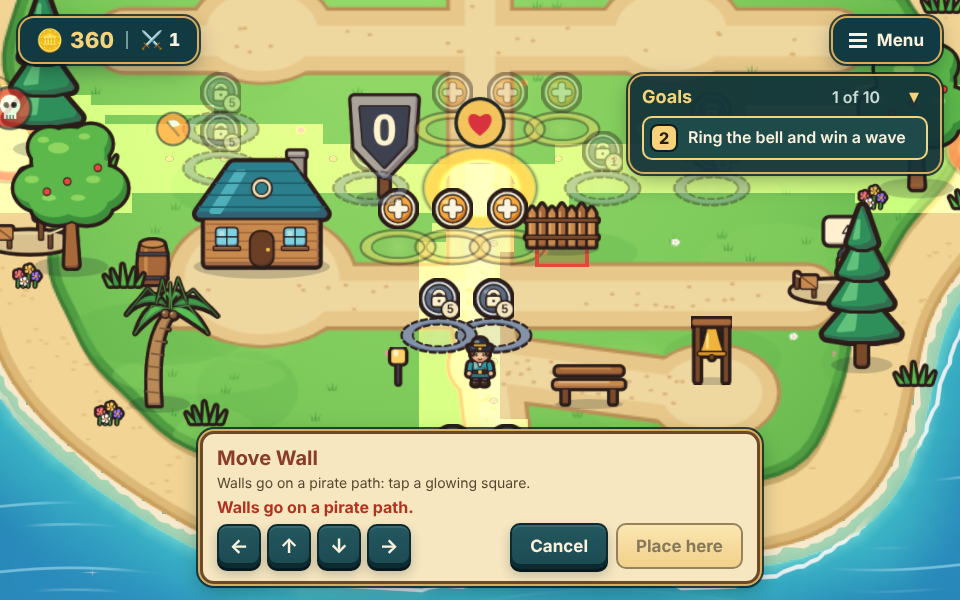 360 | 1
Menu
Goals 1 of 10
2 Ring the bell and win a wave
5
5
0
1
5 5
Move Wall
Walls go on a pirate path: tap a glowing square.
Walls go on a pirate path.
Cancel Place here